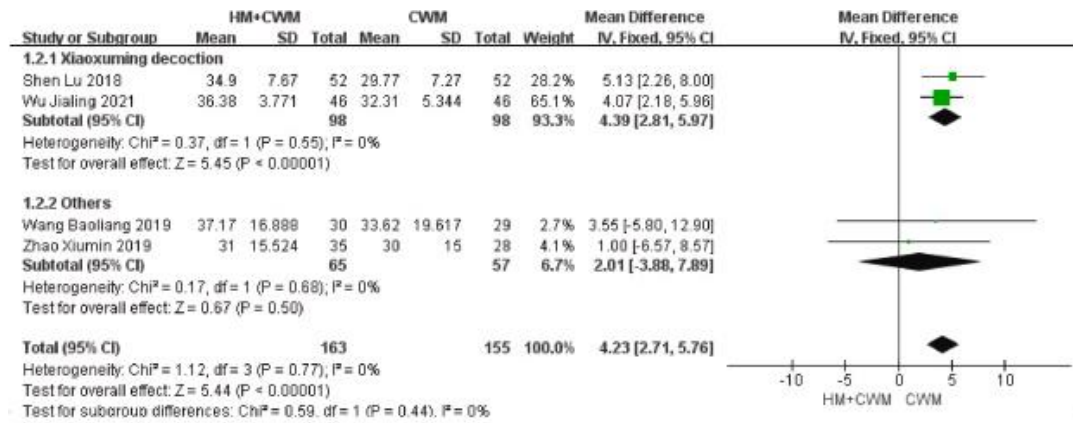 HM+CWM CWM Mean Difference Mean Difference
Study or Subgroup Mean SD Total Mean SD Total Weight IV, Fixed, 95% CI IV, Fixed, 95% CI
1.2.1 Xiaoxuming decoction
Shen Lu 2018 34.9 7.67 52 29.77 7.27 52 28.2% 5.13 [2.26, 8.00]
Wu Jialing 2021 36.38 3.771 46 32.31 5.344 46 65.1% 4.07 [2.18, 5.96]
Subtotal (95% CI) 98 98 93.3% 4.39 [2.81, 5.97]
Heterogeneity: Chi² = 0.37, df = 1 (P = 0.55); I² = 0%
Test for overall effect: Z = 5.45 (P < 0.00001)
1.2.2 Others
Wang Baoliang 2019 37.17 16.888 30 33.62 19.617 29 2.7% 3.55 [-5.80, 12.90]
Zhao Xiumin 2019 31 15.524 35 30 15 28 4.1% 1.00 [-6.57, 8.57]
Subtotal (95% CI) 65 57 6.7% 2.01 [-3.88, 7.89]
Heterogeneity: Chi² = 0.17, df = 1 (P = 0.68); I² = 0%
Test for overall effect: Z = 0.67 (P = 0.50)
Total (95% CI) 163 155 100.0% 4.23 [2.71, 5.76]
Heterogeneity: Chi² = 1.12, df = 3 (P = 0.77); I² = 0%
Test for overall effect: Z = 5.44 (P < 0.00001)
Test for subgroup differences: Chi² = 0.59, df = 1 (P = 0.44), I² = 0%
-10 -5 0 5 10
HM+CWM CWM